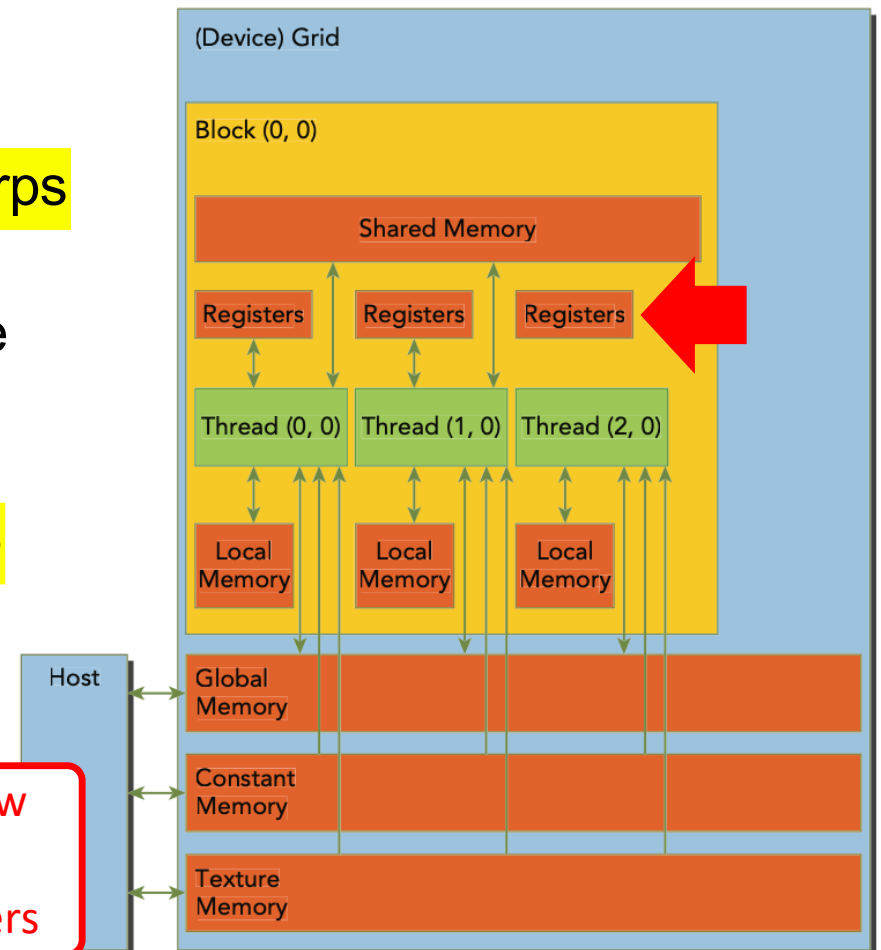 (Device) Grid
Block (0, 0)
rps
Shared Memory
Registers Registers Registers
e
Thread (0, 0) Thread (1, 0) Thread (2, 0)
Local Memory
Local Memory
Local Memory
Host
Global
Memory
Constant
Memory
w
Texture
Memory
ers